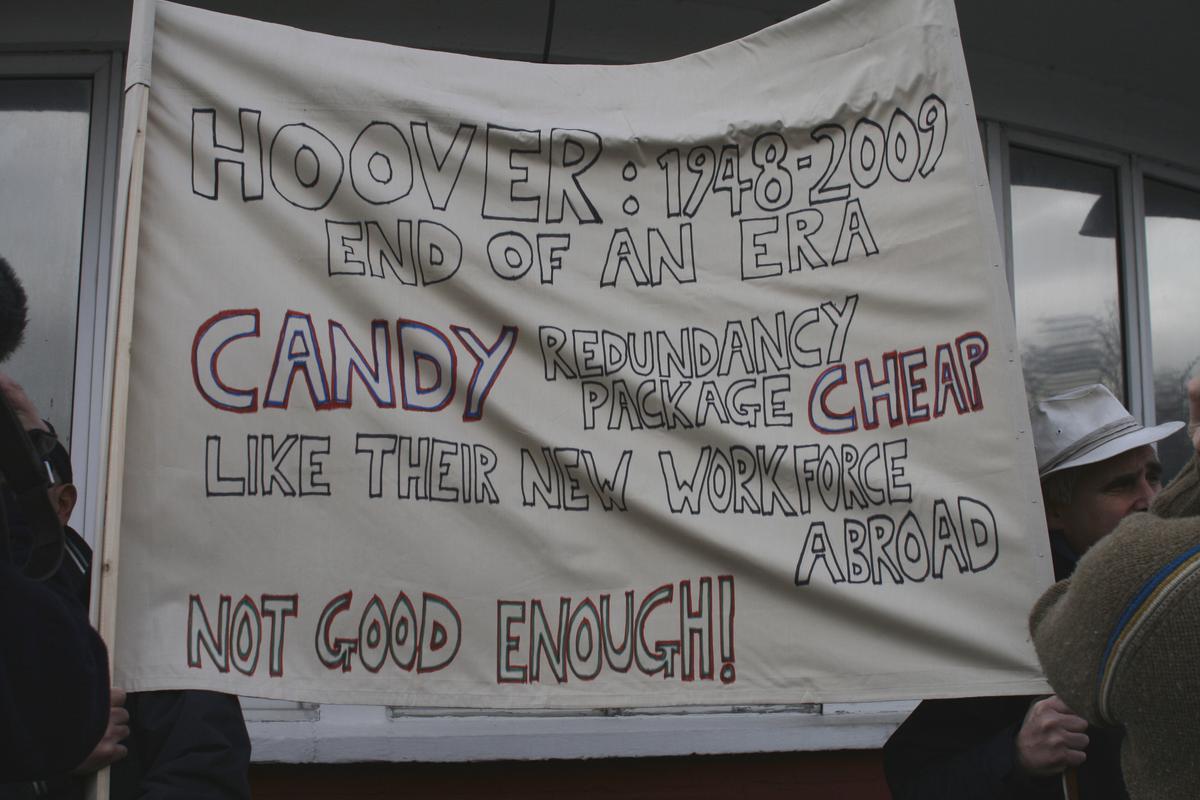 HOOVER: 1948-2009
END OF AN ERA
CANDY REDUNDANCY
PACKAGE CHEAP
LIKE THEIR NEW WORKFORCE
ABROAD
NOT GOOD ENOUGH!